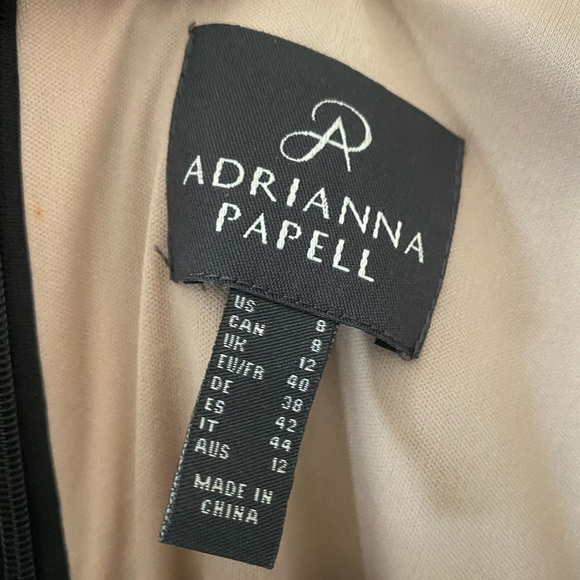 ADRIANNA
PAPELL
US 8
CAN 8
UK 12
EU/FR 40
DE 38
ES 42
IT 44
AUS 12
MADE IN
CHINA